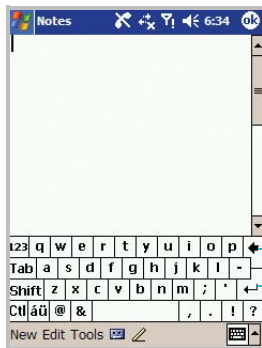 Notes 6:34 ok
123 q w e r t y u i o p
Tab a s d f g h j k l -
Shift z x c v b n m ; '
Ctl áü @ & , . ! ?
New Edit Tools